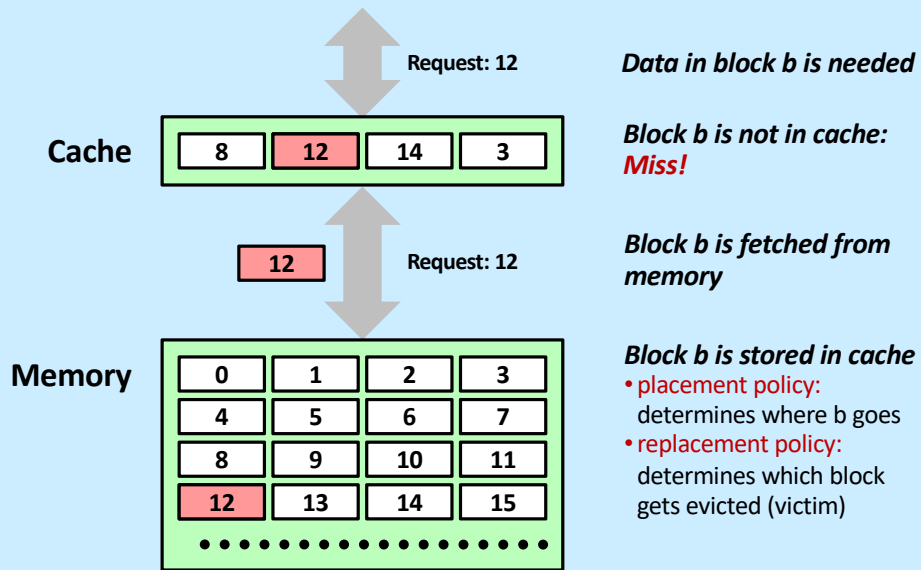 Request: 12
Data in block b is needed
Cache
8 12 14 3
Block b is not in cache:
Miss!
12
Request: 12
Block b is fetched from
memory
Memory
0 1 2 3
4 5 6 7
8 9 10 11
12 13 14 15
Block b is stored in cache
• placement policy:
determines where b goes
• replacement policy:
determines which block
gets evicted (victim)